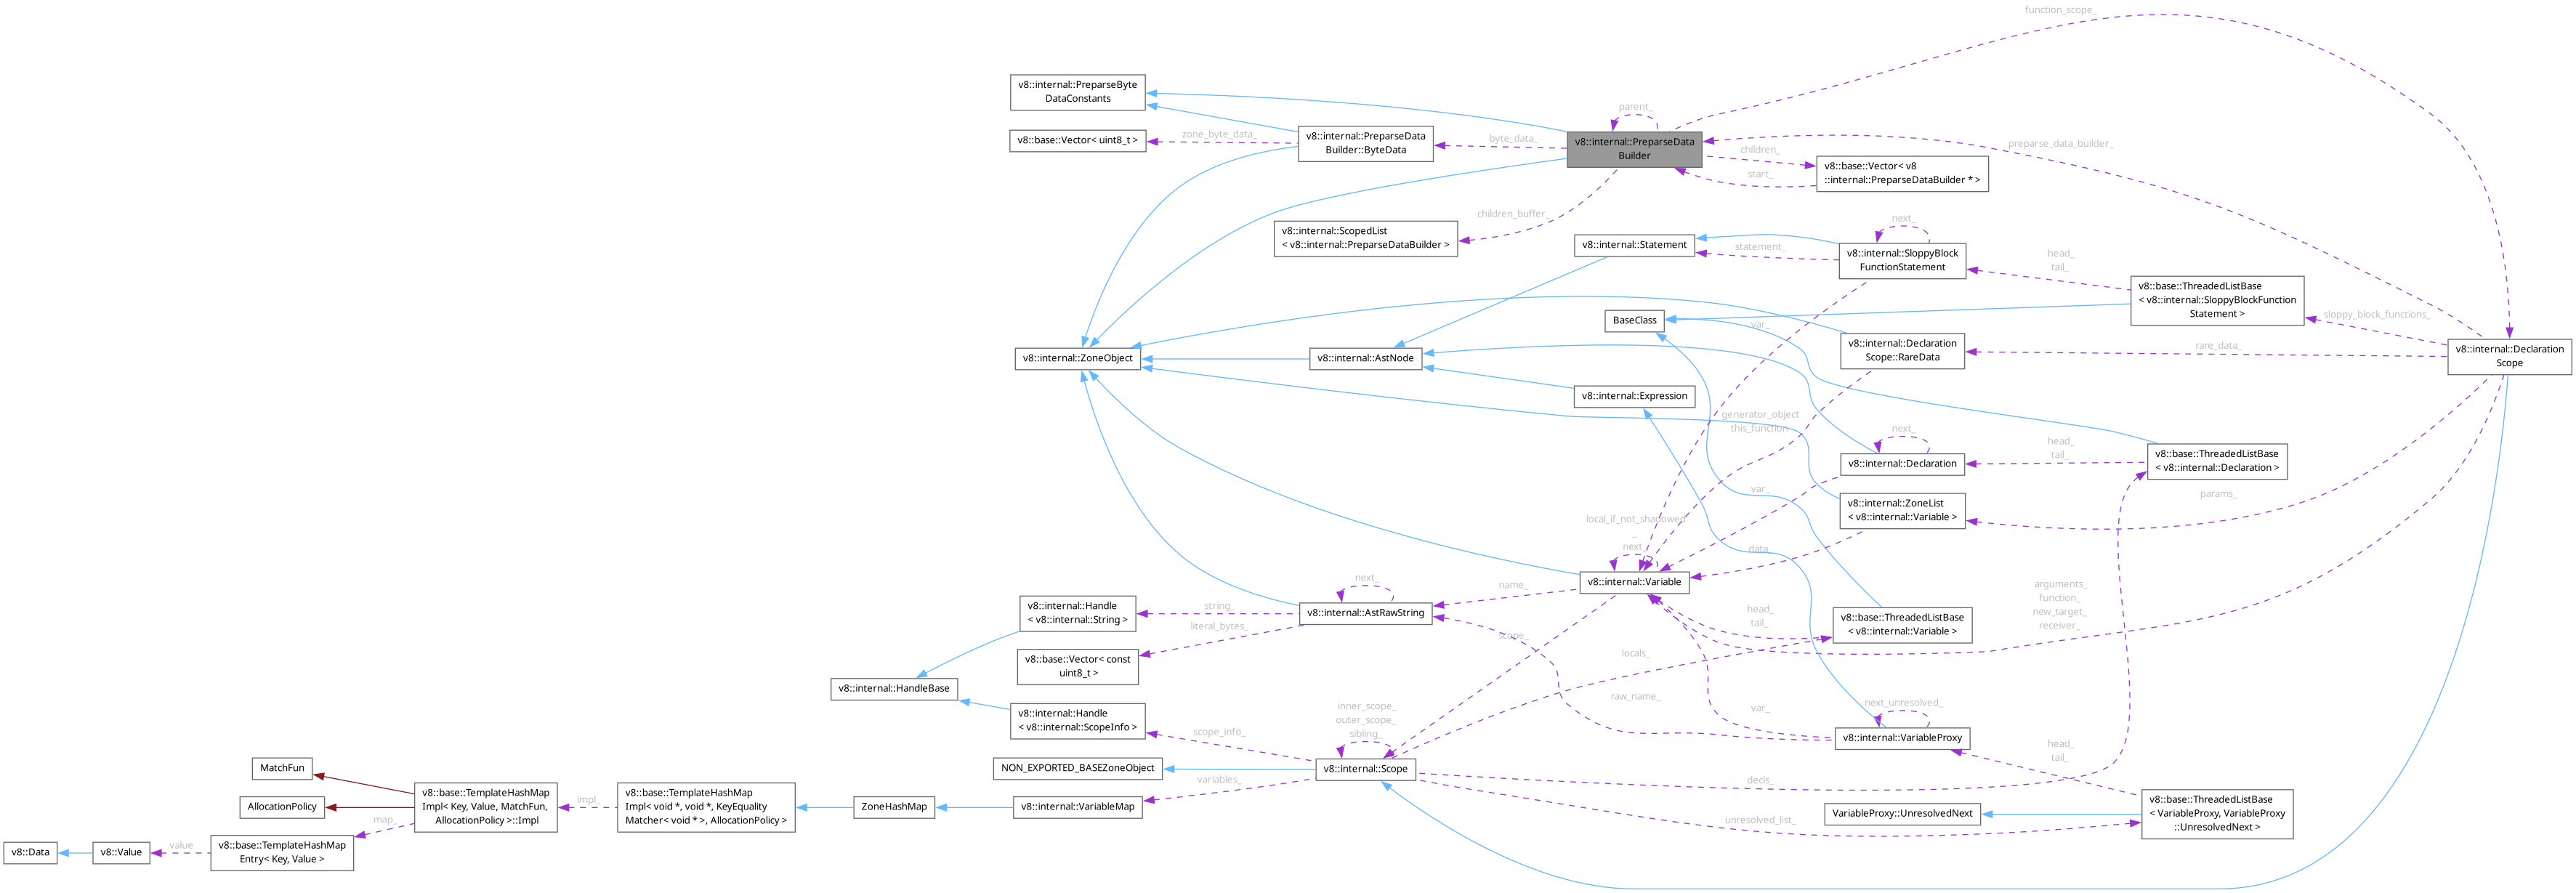 function_scope_
v8::internal::PreparseByte
DataConstants
parent_
v8::base::Vector< uint8_t >
zone_byte_data_
v8::internal::PreparseData
Builder::ByteData
byte_data_
v8::internal::PreparseData
Builder
children_
start_
v8::base::Vector< v8
::internal::PreparseDataBuilder * >
preparse_data_builder_
children_buffer_
v8::internal::ScopedList
< v8::internal::PreparseDataBuilder >
v8::internal::Statement
statement_
next_
v8::internal::SloppyBlock
FunctionStatement
head_
tail_
v8::base::ThreadedListBase
< v8::internal::SloppyBlockFunction
Statement >
sloppy_block_functions_
BaseClass
var_
v8::internal::ZoneObject
v8::internal::AstNode
v8::internal::Declaration
Scope::RareData
rare_data_
v8::internal::Declaration
Scope
v8::internal::Expression
generator_object
this_function
next_
v8::internal::Declaration
head_
tail_
v8::base::ThreadedListBase
< v8::internal::Declaration >
var_
v8::internal::ZoneList
< v8::internal::Variable >
params_
local_if_not_shadowed
_
next_
data_
v8::internal::Variable
next_
name_
v8::internal::Handle
< v8::internal::String >
string_
literal_bytes_
v8::internal::AstRawString
head_
tail_
v8::base::ThreadedListBase
< v8::internal::Variable >
arguments_
function_
new_target_
receiver_
scope_
locals_
v8::base::Vector< const
uint8_t >
v8::internal::HandleBase
v8::internal::Handle
< v8::internal::ScopeInfo >
scope_info_
inner_scope_
outer_scope_
sibling_
raw_name_
var_
next_unresolved_
v8::internal::VariableProxy
head_
tail_
MatchFun
NON_EXPORTED_BASEZoneObject
v8::internal::Scope
variables_
decls_
AllocationPolicy
v8::base::TemplateHashMap
Impl< Key, Value, MatchFun,
AllocationPolicy >::Impl
impl_
v8::base::TemplateHashMap
Impl< void *, void *, KeyEquality
Matcher< void * >, AllocationPolicy >
ZoneHashMap
v8::internal::VariableMap
unresolved_list_
VariableProxy::UnresolvedNext
v8::base::ThreadedListBase
< VariableProxy, VariableProxy
::UnresolvedNext >
map_
v8::Data
v8::Value
value
v8::base::TemplateHashMap
Entry< Key, Value >